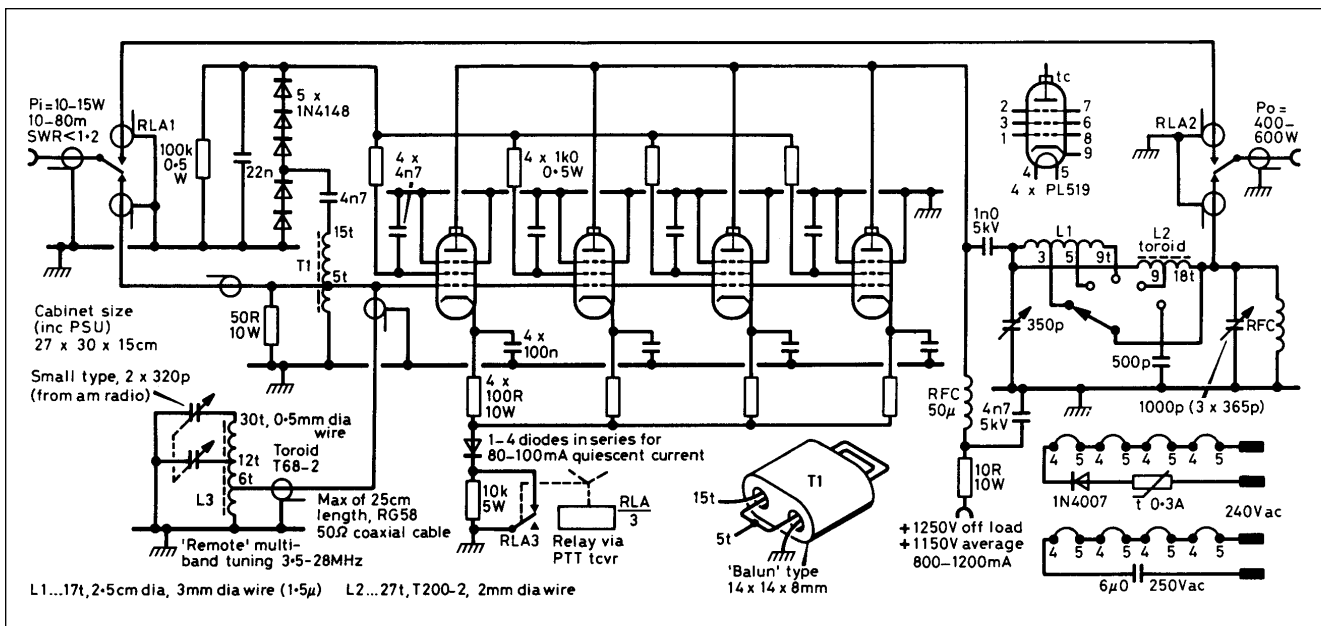 Pi=10–15W
10–80m
SWR<1·2
RLA1
100k
0·5
W
22n
5 x
1N4148
4n7
15t
T1
5t
4 x
4n7
4 x 1k0
0·5W
tc
2
3
1
7
6
8
9
4
5
4 x PL519
RLA2
Po =
400–
600W
1n0
5kV
L1
3
5
9t
L2
toroid
9
18t
350p
500p
RFC
1000p (3 x 365p)
Cabinet size
(inc PSU)
27 x 30 x 15cm
50R
10W
4 x
100n
4 x
100R
10W
RFC
50μ
4n7
5kV
Small type, 2 x 320p
(from am radio)
30t, 0·5mm dia
wire
12t
6t
L3
Toroid
T68-2
Max of 25cm
length, RG58
50Ω coaxial cable
'Remote' multi-
band tuning 3·5–28MHz
1–4 diodes in series for
80–100mA quiescent current
10k
5W
RLA3
RLA
3
Relay via
PTT tcvr
15t
5t
T1
'Balun' type
14 x 14 x 8mm
10R
10W
+1250V off load
+1150V average
800–1200mA
4 5 4 5 4 5 4 5
1N4007
t 0·3A
240Vac
4 5 4 5 4 5 4 5
6μ0
250Vac
L1...17t, 2·5cm dia, 3mm dia wire (1·5μ) L2...27t, T200-2, 2mm dia wire